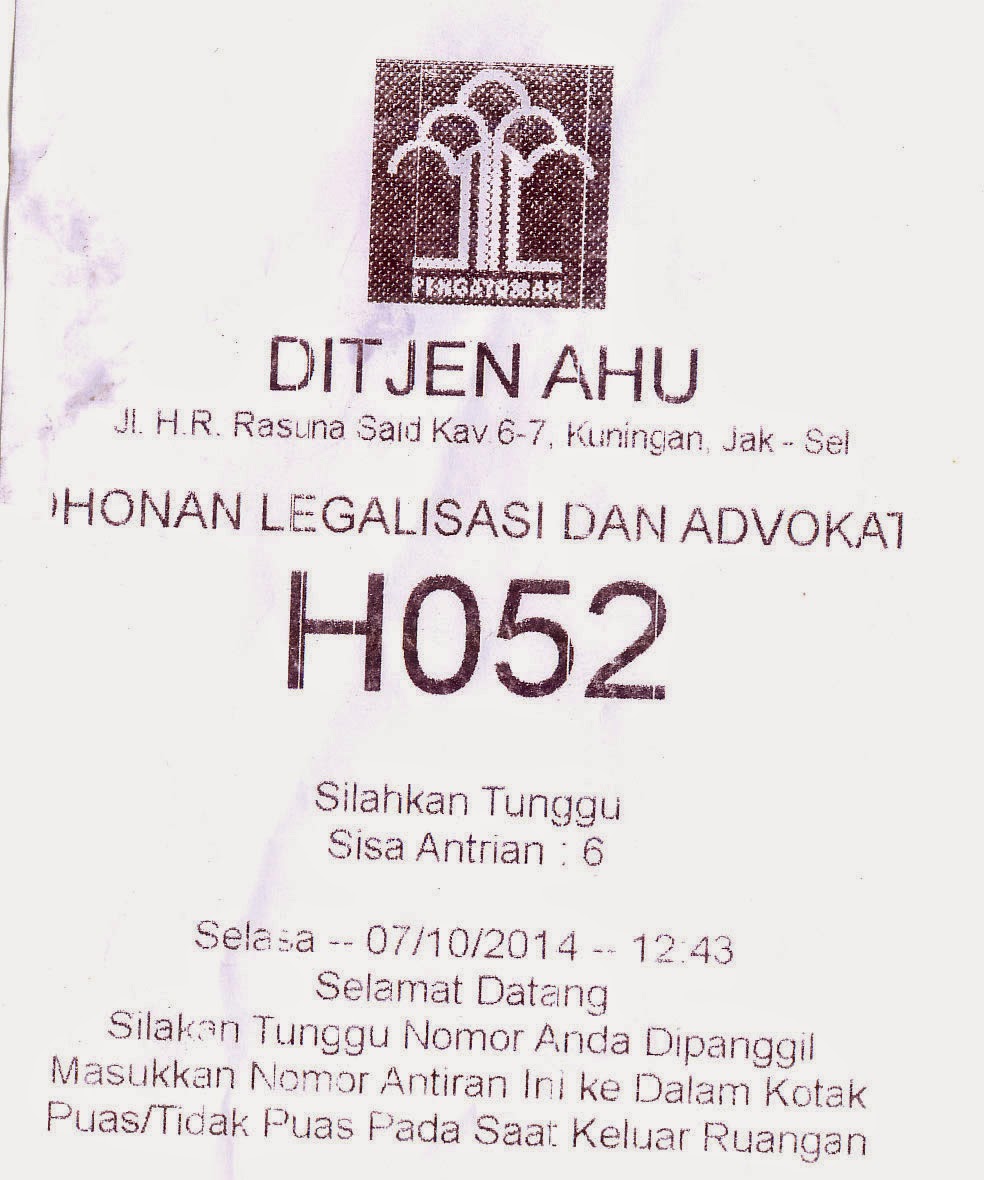 PENGAYOMAN
DITJEN AHU
Jl. H.R. Rasuna Said Kav 6-7, Kuningan, Jak - Sel
OHONAN LEGALISASI DAN ADVOKAT
H052
Silahkan Tunggu
Sisa Antrian : 6
Selasa -- 07/10/2014 -- 12:43
Selamat Datang
Silakan Tunggu Nomor Anda Dipanggil
Masukkan Nomor Antiran Ini ke Dalam Kotak
Puas/Tidak Puas Pada Saat Keluar Ruangan